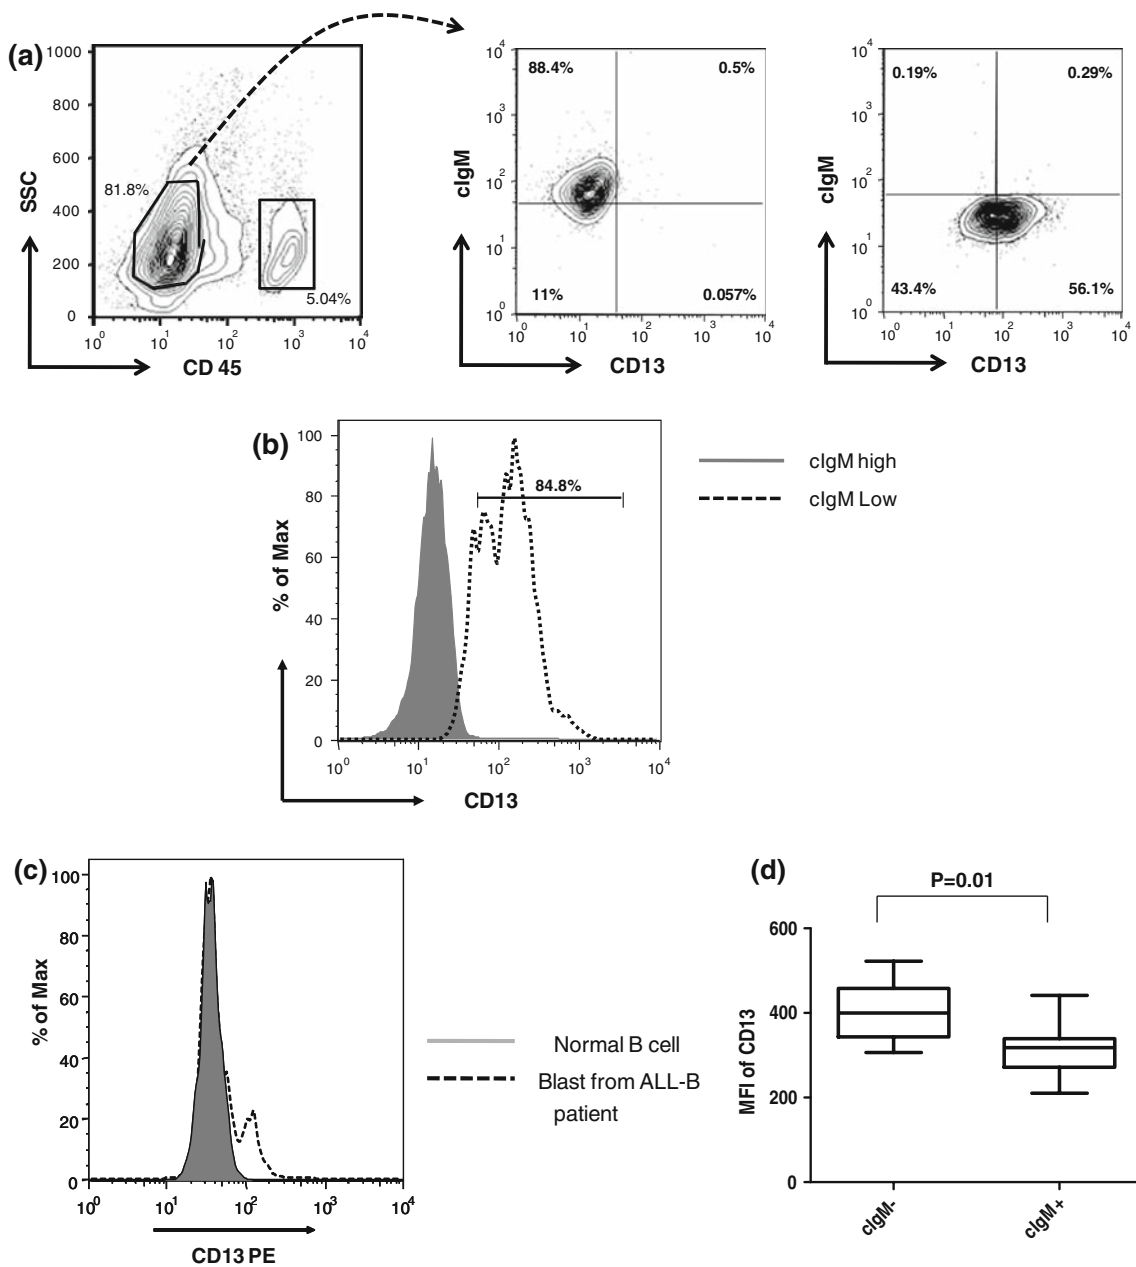 (a)
1000
800
600
400
200
0
SSC
81.8%
5.04%
10^0 10^1 10^2 10^3 10^4
CD 45
10^4
10^3
10^2
10^1
10^0
cIgM
88.4% 0.5%
11% 0.057%
10^0 10^1 10^2 10^3 10^4
CD13
10^4
10^3
10^2
10^1
10^0
cIgM
0.19% 0.29%
43.4% 56.1%
10^0 10^1 10^2 10^3 10^4
CD13
(b)
100
80
60
40
20
0
% of Max
84.8%
10^0 10^1 10^2 10^3 10^4
CD13
cIgM high
cIgM Low
(c)
100
80
60
40
20
0
% of Max
10^0 10^1 10^2 10^3 10^4
CD13 PE
Normal B cell
Blast from ALL-B
patient
(d)
P=0.01
600
400
200
0
MFI of CD13
cIgM-
cIgM+